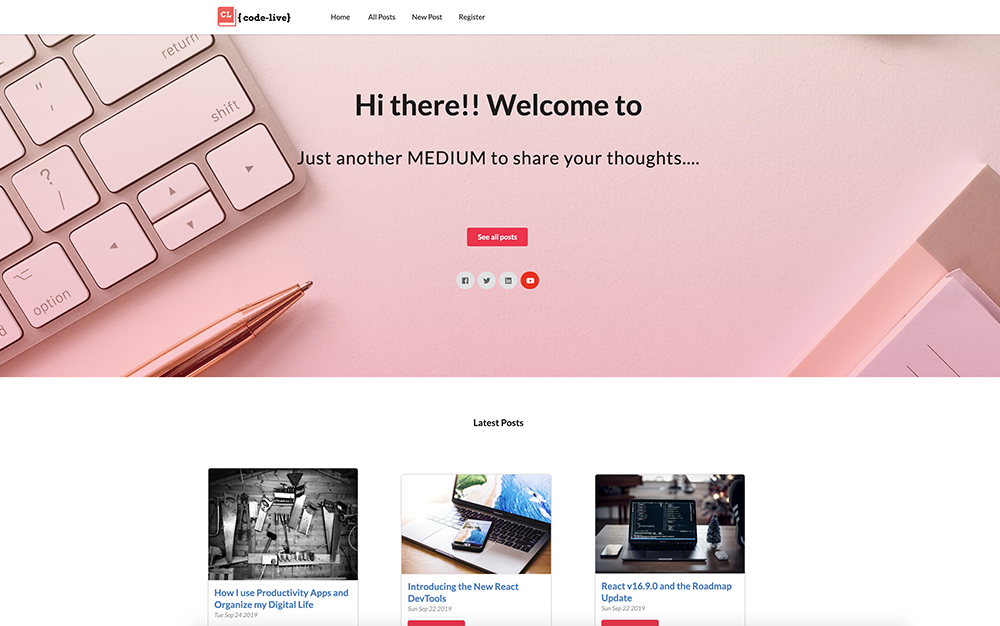 CL
{ code-live}
Home
All Posts
New Post
Register
return
shift
"
,
?
/
option
d
Hi there!! Welcome to
Just another MEDIUM to share your thoughts....
See all posts
Latest Posts
How I use Productivity Apps and
Organize my Digital Life
Tue Sep 24 2019
Introducing the New React
DevTools
Sun Sep 22 2019
React v16.9.0 and the Roadmap
Update
Sun Sep 22 2019